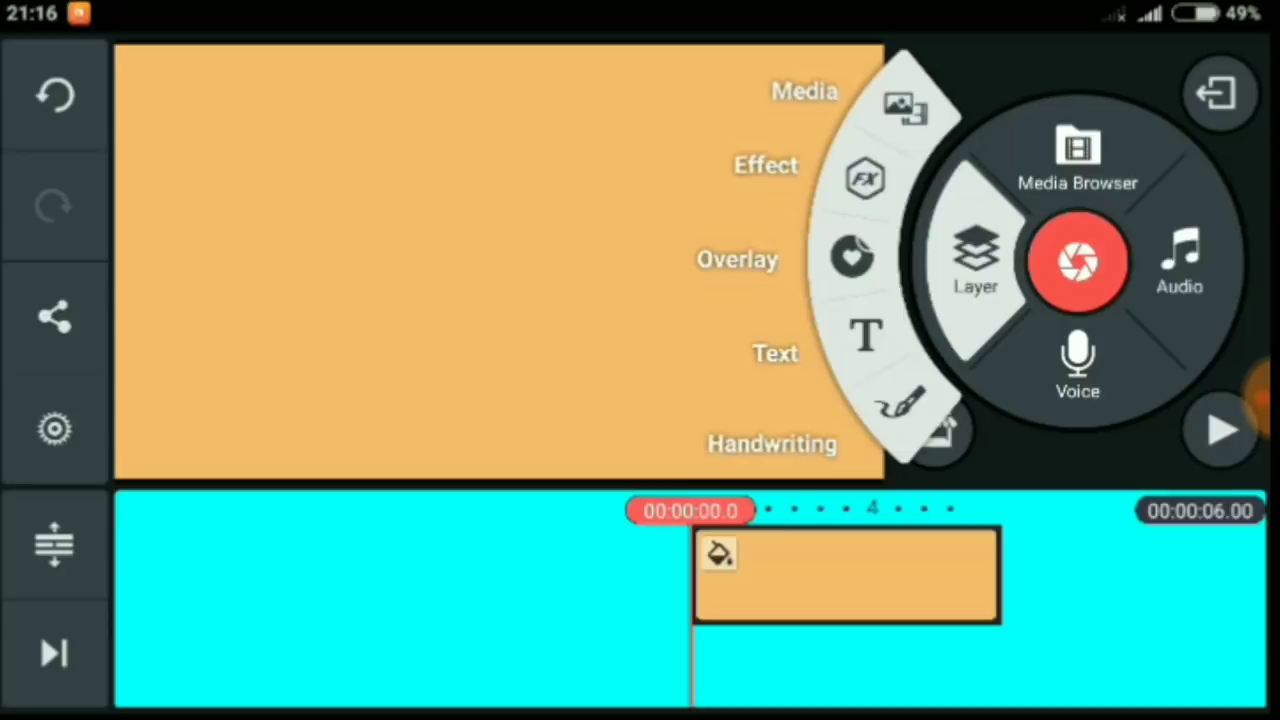 21:16
49%
Media
Effect
Overlay
Text
Handwriting
Media Browser
Layer
Audio
Voice
FX
T
00:00:00.0
4
00:00:06.00